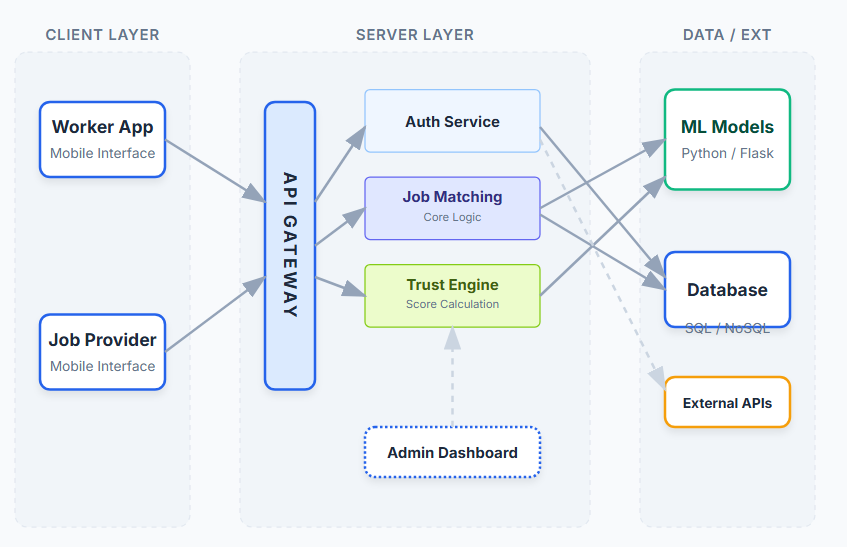 CLIENT LAYER
SERVER LAYER
DATA / EXT
Worker App
Mobile Interface
Job Provider
Mobile Interface
API GATEWAY
Auth Service
Job Matching
Core Logic
Trust Engine
Score Calculation
Admin Dashboard
ML Models
Python / Flask
Database
SQL / NoSQL
External APIs